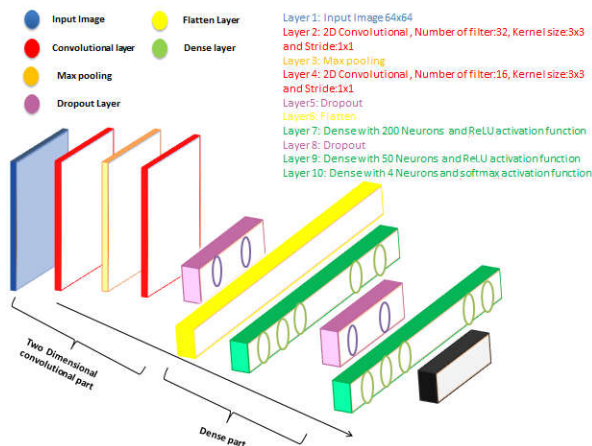 Input Image
Flatten Layer
Convolutional layer
Dense layer
Max pooling
Dropout Layer
Layer 1: Input Image 64x64
Layer 2: 2D Convolutional , Number of filter:32, Kernel size:3x3
and Stride:1x1
Layer 3: Max pooling
Layer 4: 2D Convolutional, Number of filter:16, Kernel size:3x3
and Stride:1x1
Layer5: Dropout
Layer6: Flatten
Layer 7: Dense with 200 Neurons and ReLU activation function
Layer 8: Dropout
Layer 9: Dense with 50 Neurons and ReLU activation function
Layer 10: Dense with 4 Neurons and softmax activation function
Two Dimensional
convolutional part
Dense part